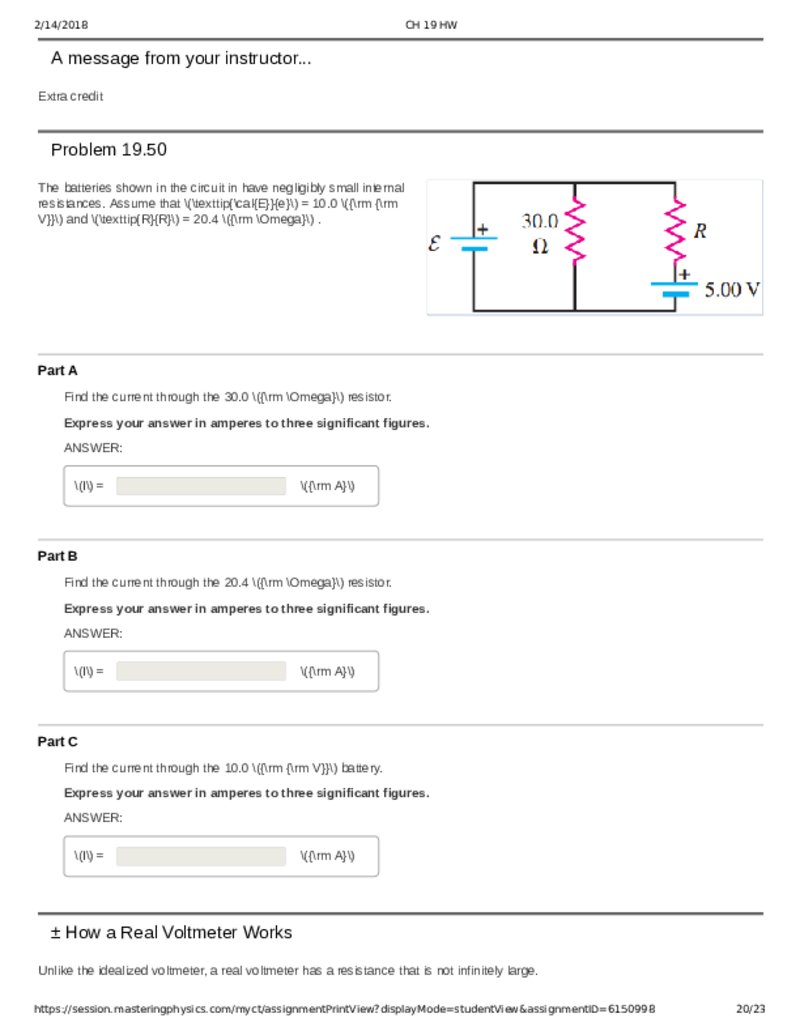 2/14/2018
CH 19 HW
A message from your instructor...
Extra credit
Problem 19.50
The batteries shown in the circuit in have negligibly small internal
resistances. Assume that \(\texttip{\cal{E}}{e}\) = 10.0 \({\rm {\rm
V}}\) and \(\texttip{R}{R}\) = 20.4 \({\rm \Omega}\) .
ℰ
+
30.0
Ω
R
+
5.00 V
Part A
Find the current through the 30.0 \({\rm \Omega}\) resistor.
Express your answer in amperes to three significant figures.
ANSWER:
\(I\) = \({\rm A}\)
Part B
Find the current through the 20.4 \({\rm \Omega}\) resistor.
Express your answer in amperes to three significant figures.
ANSWER:
\(I\) = \({\rm A}\)
Part C
Find the current through the 10.0 \({\rm {\rm V}}\) battery.
Express your answer in amperes to three significant figures.
ANSWER:
\(I\) = \({\rm A}\)
± How a Real Voltmeter Works
Unlike the idealized voltmeter, a real voltmeter has a resistance that is not infinitely large.
https://session.masteringphysics.com/myct/assignmentPrintView?displayMode=studentView&assignmentID=6150998
20/23